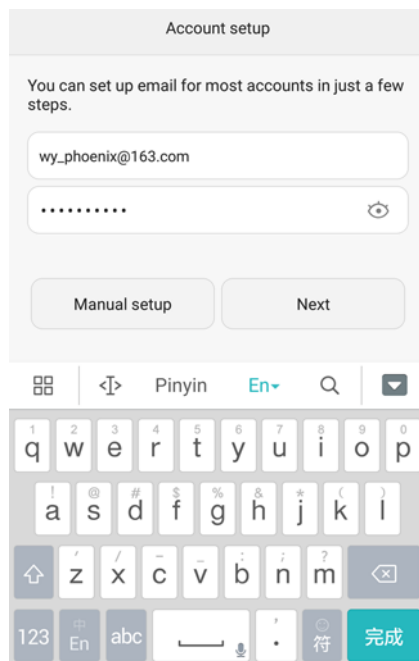 Account setup
You can set up email for most accounts in just a few
steps.
wy_phoenix@163.com
••••••••••
Manual setup
Next
Pinyin
En
1 2 3 4 5 6 7 8 9 0
q w e r t y u i o p
! @ # $ % & * ( )
a s d f g h j k l
' / - _ : ; ?
z x c v b n m
中 '
123 En abc . 符 完成